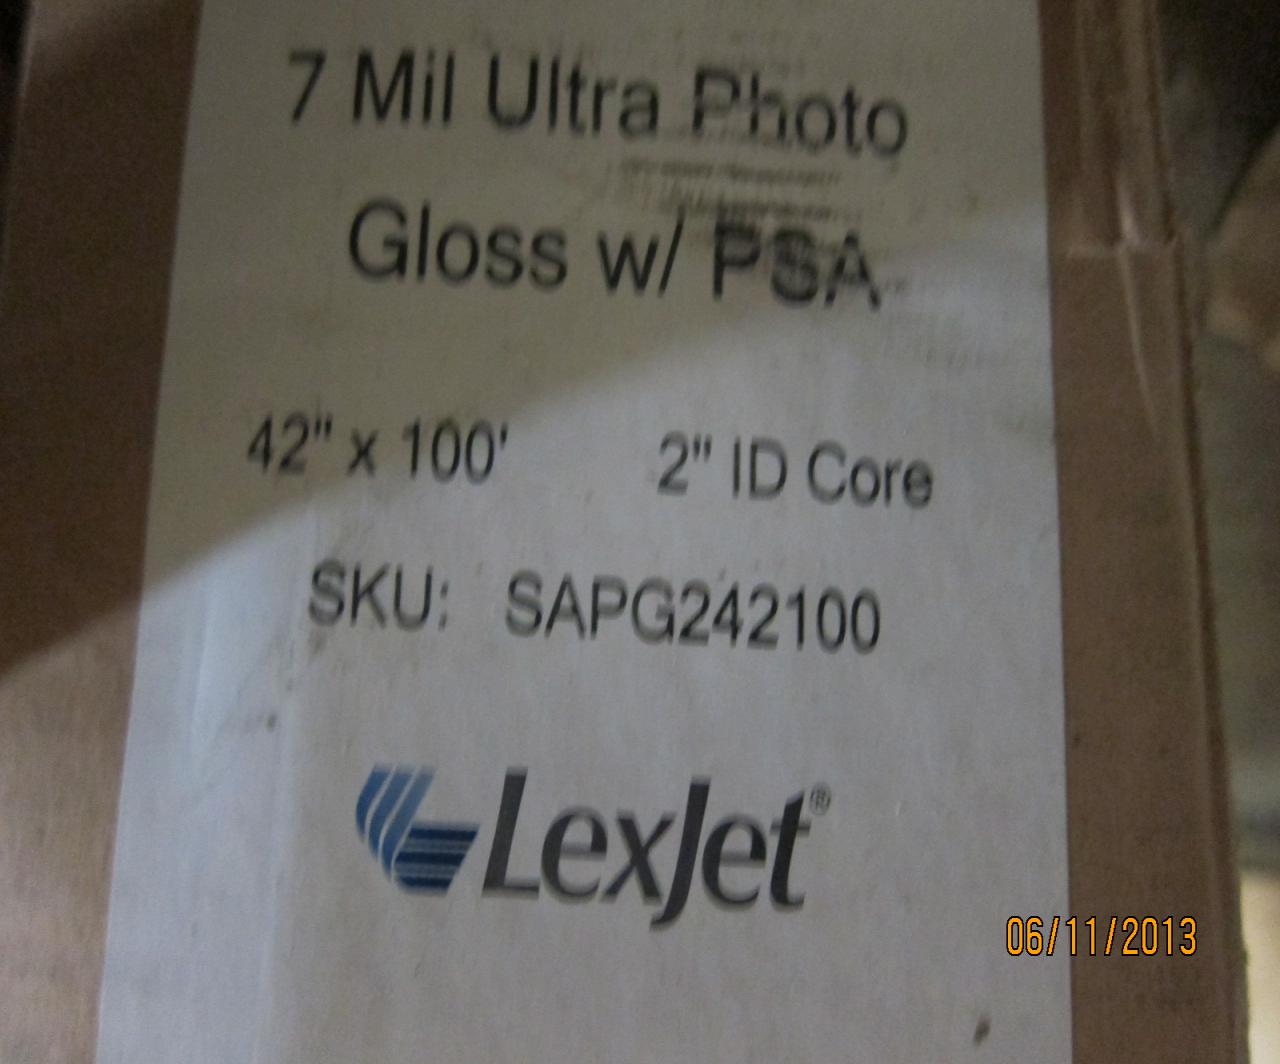 7 Mil Ultra Photo
Gloss w/ PSA
42" x 100' 2" ID Core
SKU: SAPG242100
LexJet®
06/11/2013